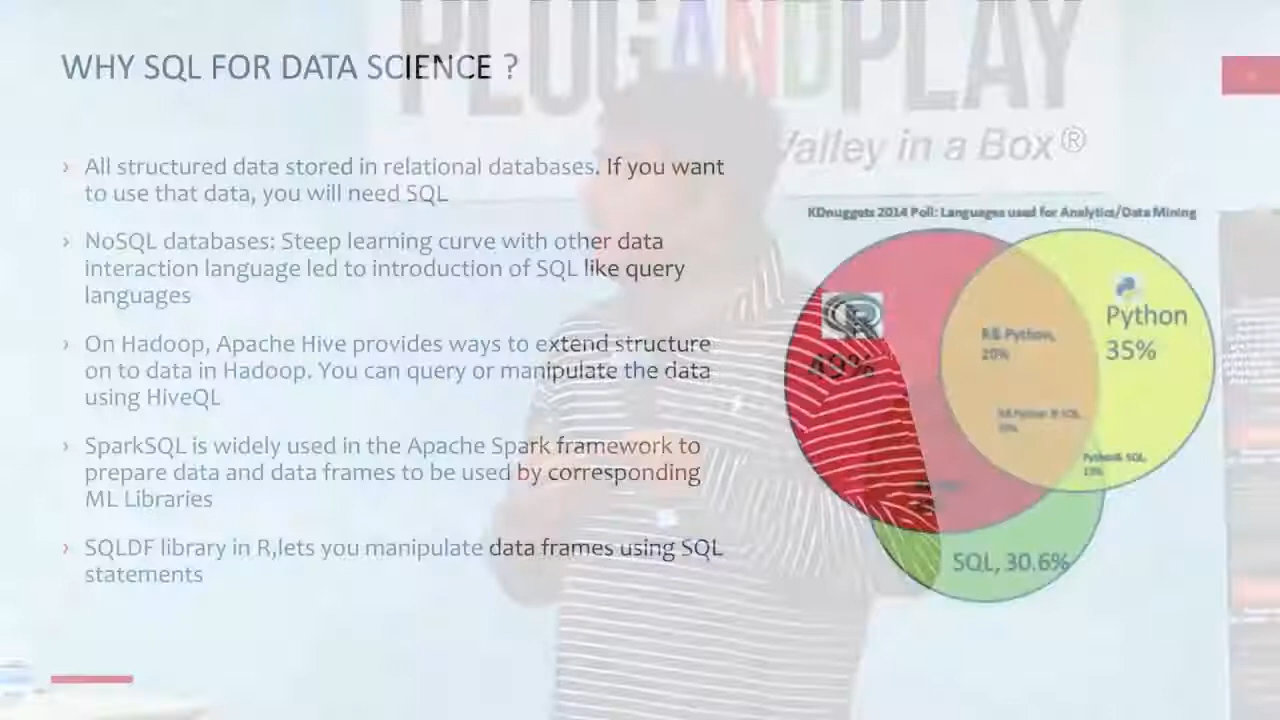 PLUGANDPLAY
Valley in a Box®
WHY SQL FOR DATA SCIENCE ?
› All structured data stored in relational databases. If you want
to use that data, you will need SQL
› NoSQL databases: Steep learning curve with other data
interaction language led to introduction of SQL like query
languages
› On Hadoop, Apache Hive provides ways to extend structure
on to data in Hadoop. You can query or manipulate the data
using HiveQL
› SparkSQL is widely used in the Apache Spark framework to
prepare data and data frames to be used by corresponding
ML Libraries
› SQLDF library in R,lets you manipulate data frames using SQL
statements
KDnuggets 2014 Poll: Languages used for Analytics/Data Mining
R
49%
R& Python,
20%
Python
35%
Python& SQL,
SQL, 30.6%